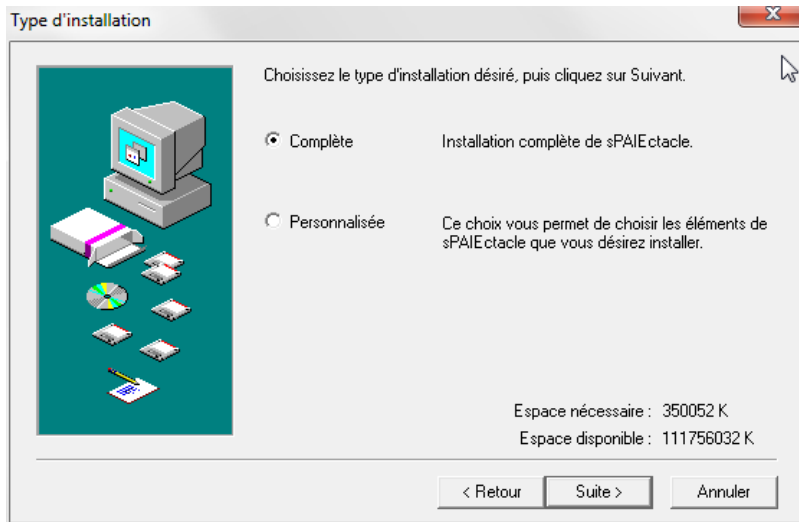 Type d'installation
Choisissez le type d'installation désiré, puis cliquez sur Suivant.
Complète Installation complète de sPAIEctacle.
Personnalisée Ce choix vous permet de choisir les éléments de
sPAIEctacle que vous désirez installer.
Espace nécessaire : 350052 K
Espace disponible : 111756032 K
< Retour Suite > Annuler